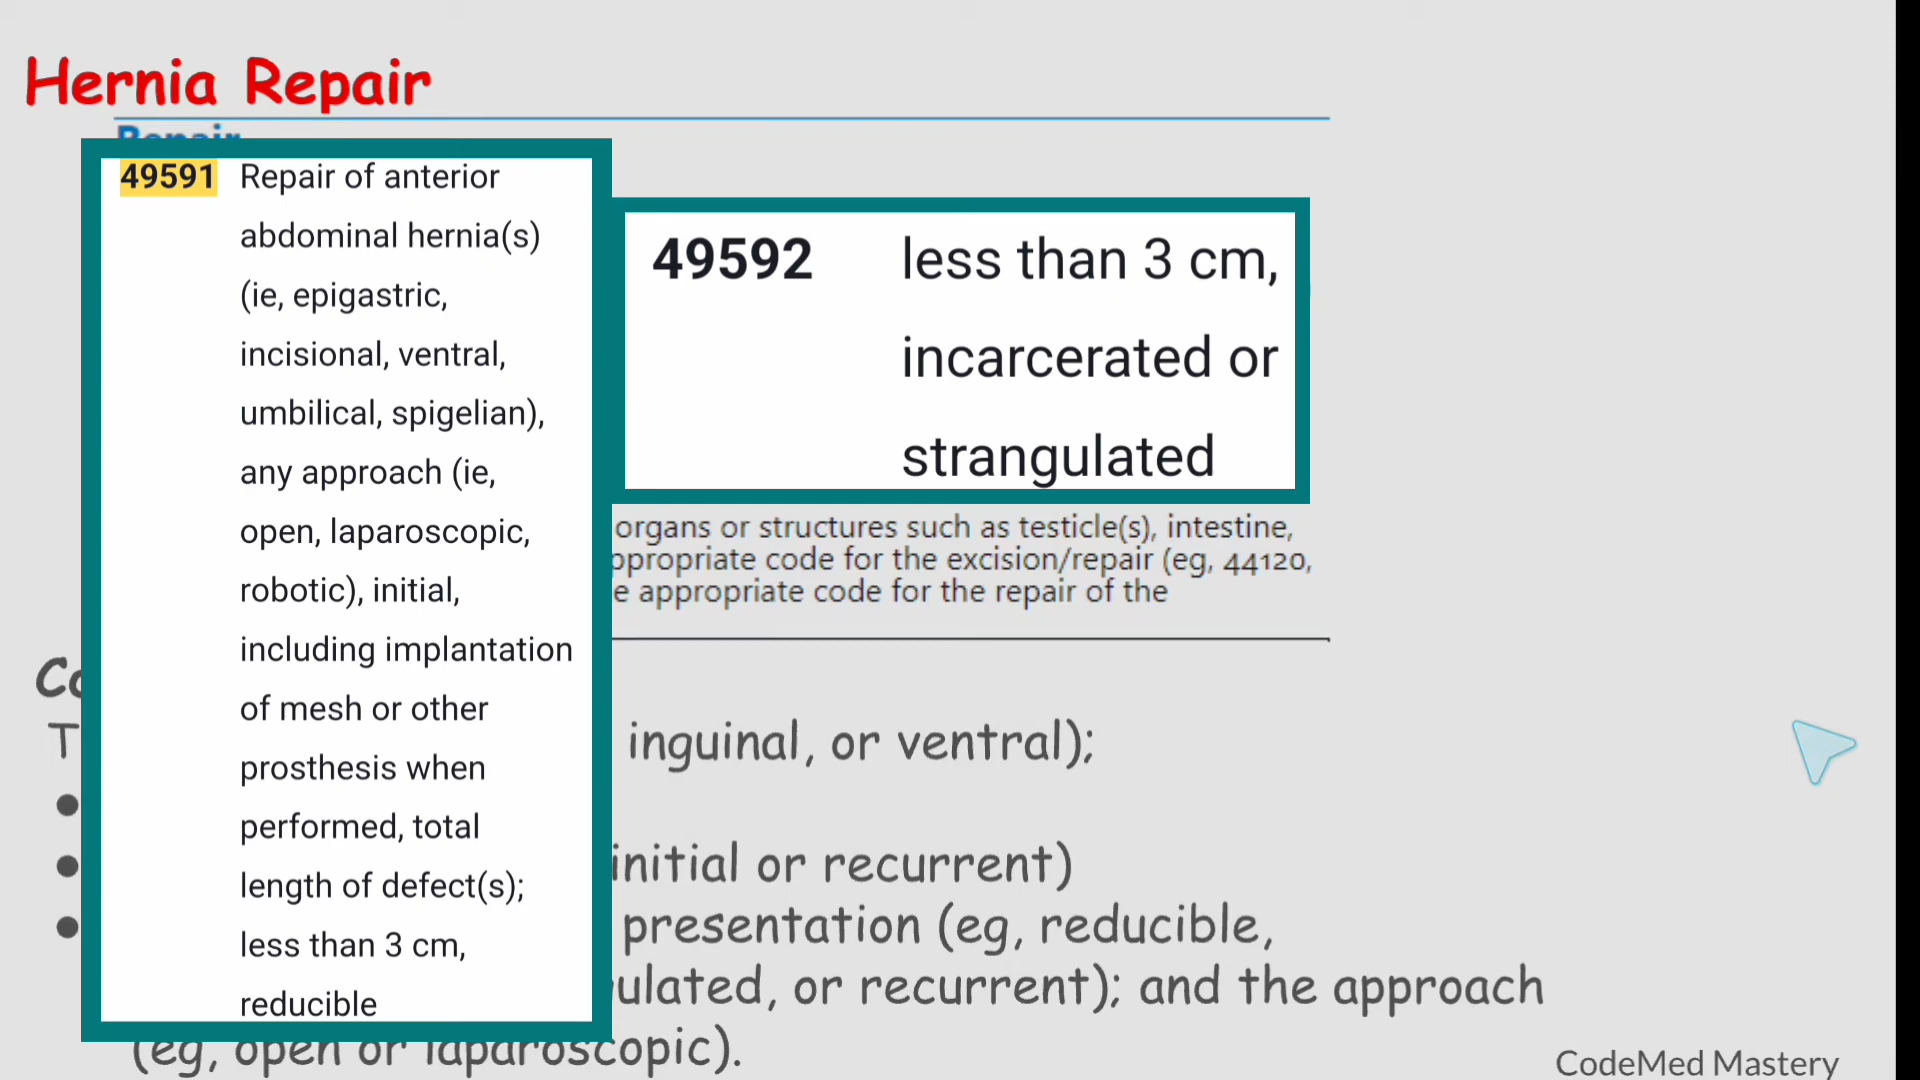 Hernia Repair
Repair
49591 Repair of anterior
abdominal hernia(s)
(ie, epigastric,
incisional, ventral,
umbilical, spigelian),
any approach (ie,
open, laparoscopic,
robotic), initial,
including implantation
of mesh or other
prosthesis when
performed, total
length of defect(s);
less than 3 cm,
reducible
49592 less than 3 cm,
incarcerated or
strangulated
organs or structures such as testicle(s), intestine,
code for the excision/repair (eg, 44120,
appropriate code for the repair of the
inguinal, or ventral);
initial or recurrent)
presentation (eg, reducible,
or recurrent); and the approach
(eg, open or laparoscopic).
CodeMed Mastery